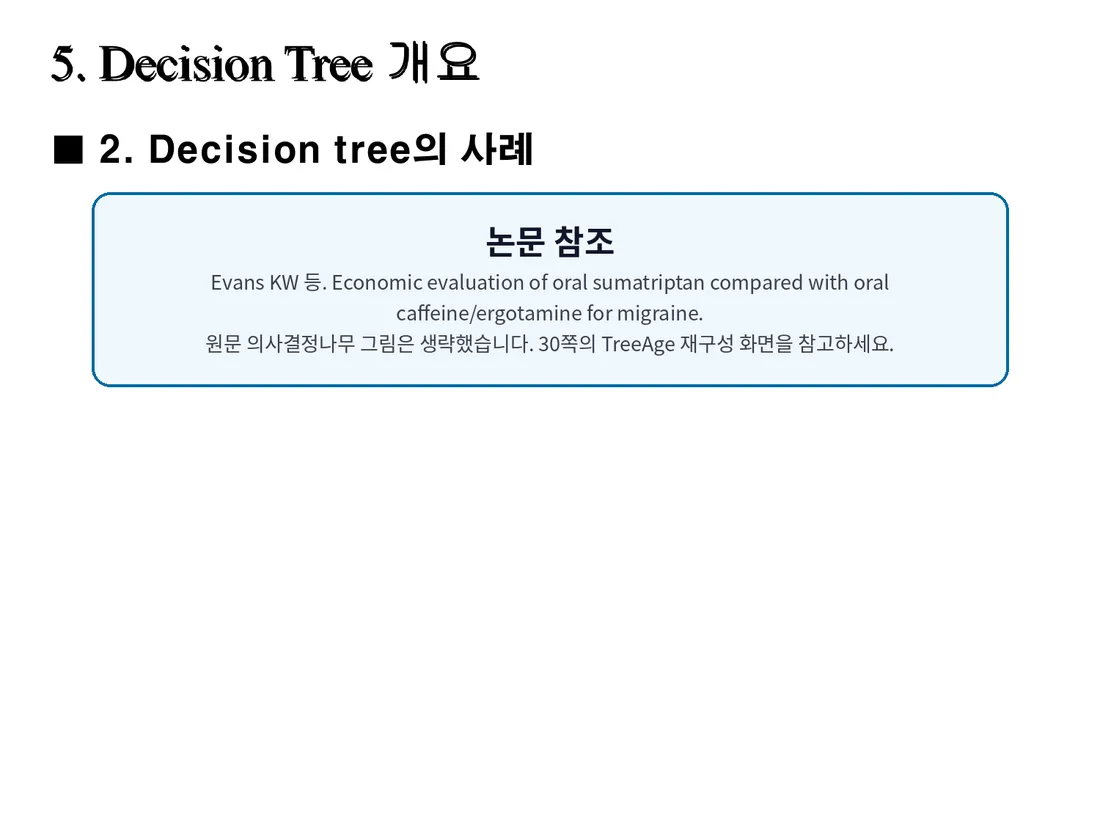 5. Decision Tree 개요
■ 2. Decision tree의 사례
논문 참조
Evans KW 등. Economic evaluation of oral sumatriptan compared with oral
caffeine/ergotamine for migraine.
원문 의사결정나무 그림은 생략했습니다. 30쪽의 TreeAge 재구성 화면을 참고하세요.